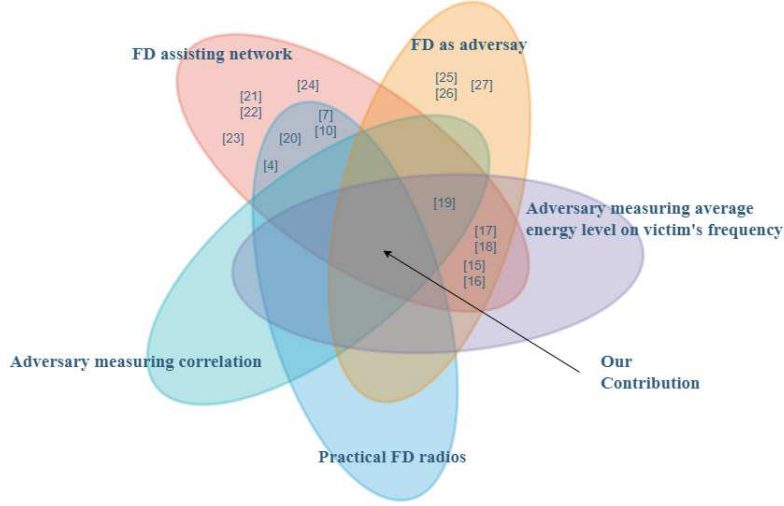 FD assisting network
FD as adversay
[24]
[25]
[26]
[27]
[21]
[22]
[7]
[10]
[23]
[20]
[4]
[19]
Adversary measuring average
energy level on victim's frequency
[17]
[18]
[15]
[16]
Adversary measuring correlation
Our
Contribution
Practical FD radios